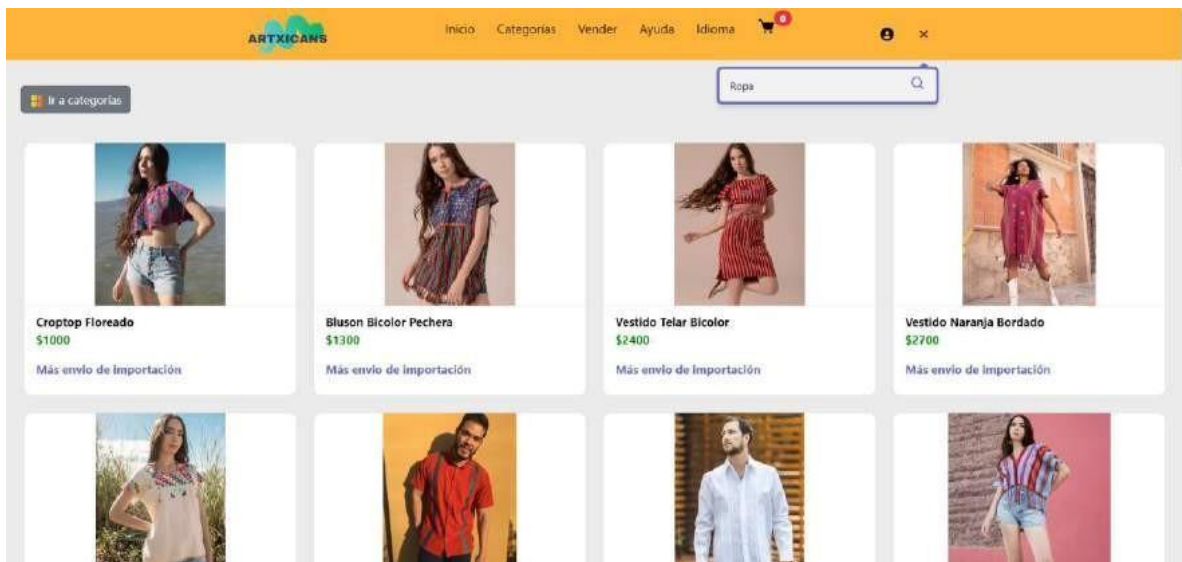 ARTXICANS
Inicio Categorías Vender Ayuda Idioma 0
Ropa
Ir a categorías
Croptop Floreado
$1000
Más envio de importación
Bluson Bicolor Pechera
$1300
Más envio de importación
Vestido Telar Bicolor
$2400
Más envio de importación
Vestido Naranja Bordado
$2700
Más envio de importación